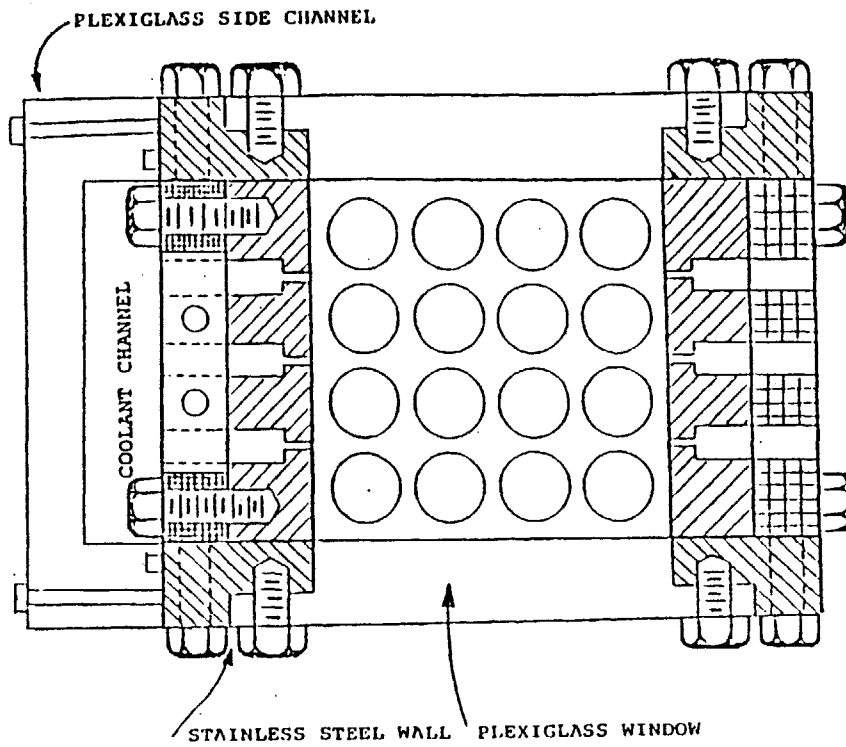 PLEXIGLASS SIDE CHANNEL
COOLANT CHANNEL
STAINLESS STEEL WALL
PLEXIGLASS WINDOW